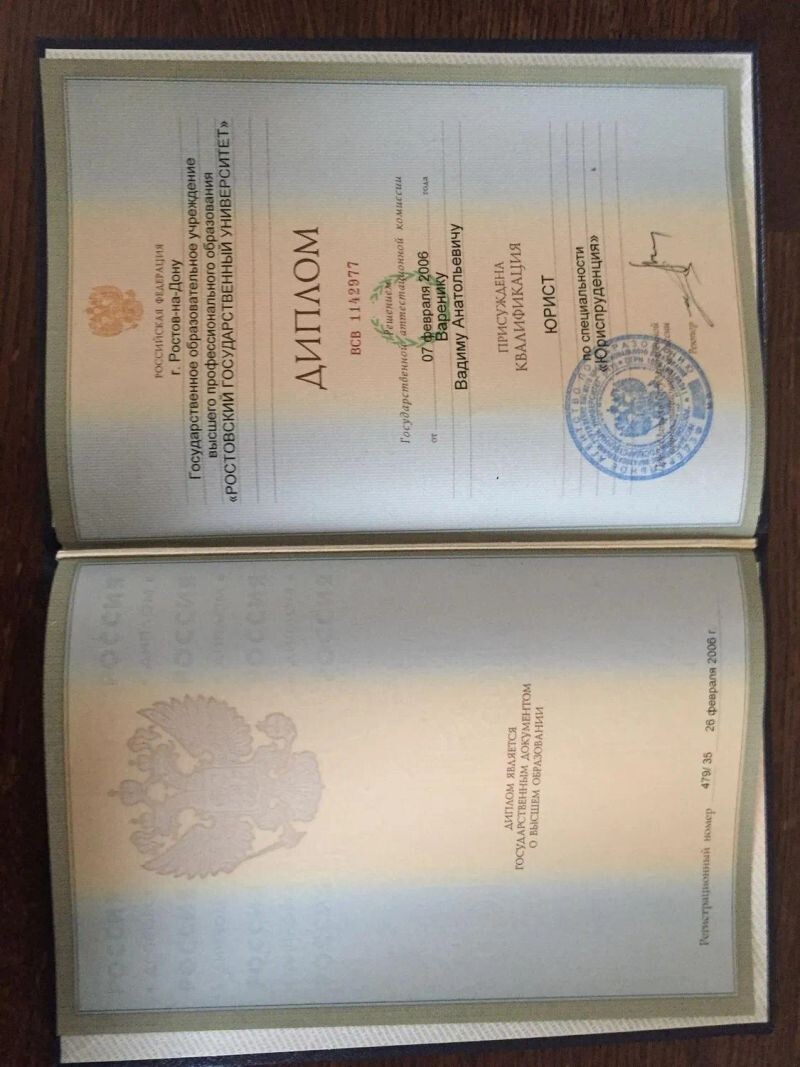 ДИПЛОМ ЯВЛЯЕТСЯ
ГОСУДАРСТВЕННЫМ ДОКУМЕНТОМ
О ВЫСШЕМ ОБРАЗОВАНИИ
Регистрационный номер 479/35 26 февраля 2006 г.
РОССИЙСКАЯ ФЕДЕРАЦИЯ
г. Ростов-на-Дону
Государственное образовательное учреждение
высшего профессионального образования
«РОСТОВСКИЙ ГОСУДАРСТВЕННЫЙ УНИВЕРСИТЕТ»
ДИПЛОМ
ВСВ 1142977
Решением
Государственной аттестационной комиссии
от 07 февраля 2006 года
Варенику
Вадиму Анатольевичу
ПРИСУЖДЕНА
КВАЛИФИКАЦИЯ
ЮРИСТ
по специальности
«Юриспруденция»
Ректор